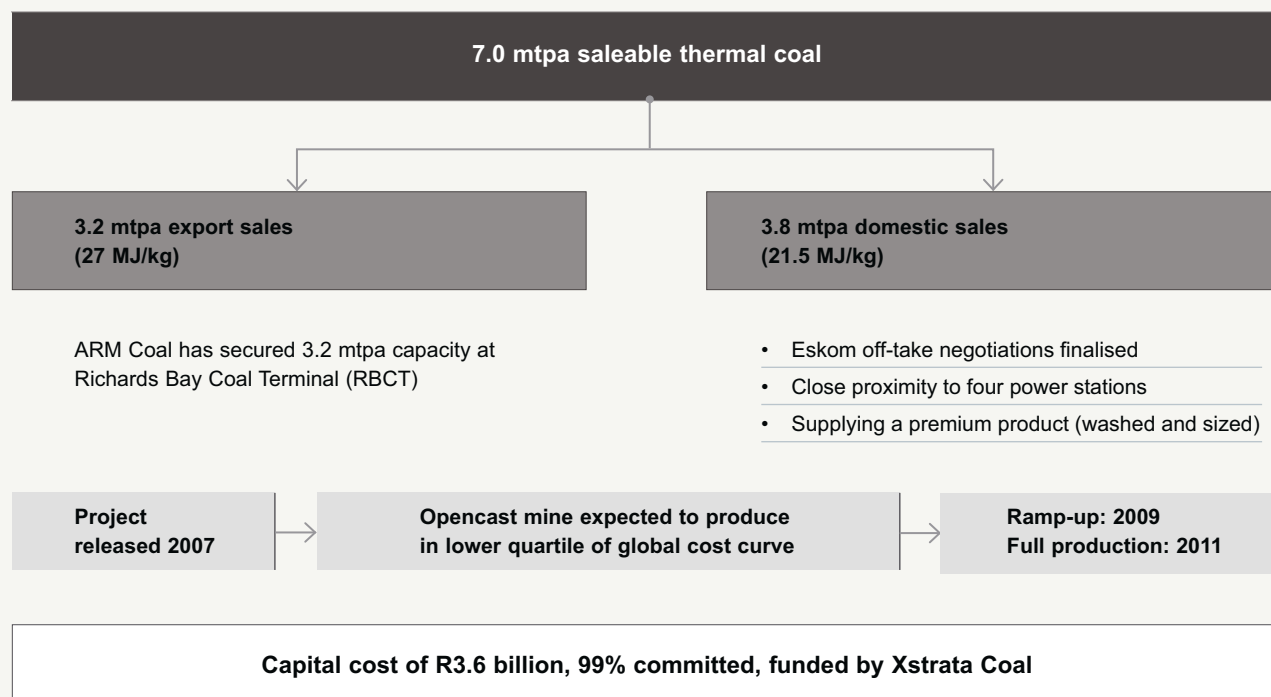 7.0 mtpa saleable thermal coal
3.2 mtpa export sales
(27 MJ/kg)
3.8 mtpa domestic sales
(21.5 MJ/kg)
ARM Coal has secured 3.2 mtpa capacity at
Richards Bay Coal Terminal (RBCT)
• Eskom off-take negotiations finalised
• Close proximity to four power stations
• Supplying a premium product (washed and sized)
Project
released 2007
Opencast mine expected to produce
in lower quartile of global cost curve
Ramp-up: 2009
Full production: 2011
Capital cost of R3.6 billion, 99% committed, funded by Xstrata Coal